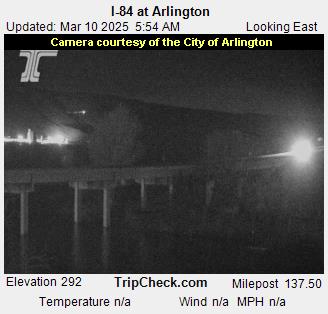 I-84 at Arlington
Updated: Mar 10 2025 5:54 AM Looking East
Camera courtesy of the City of Arlington
Elevation 292 TripCheck.com Milepost 137.50
Temperature n/a Wind n/a MPH n/a